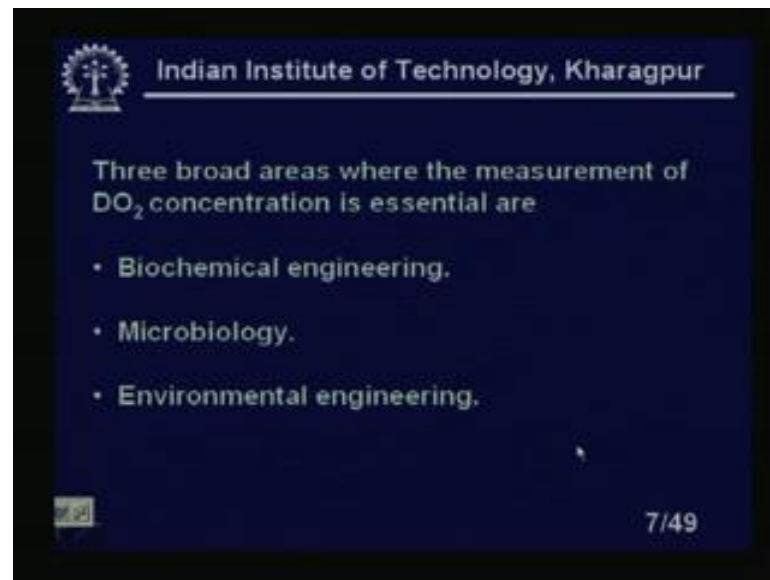 Indian Institute of Technology, Kharagpur
Three broad areas where the measurement of
DO₂ concentration is essential are
• Biochemical engineering.
• Microbiology.
• Environmental engineering.
7/49